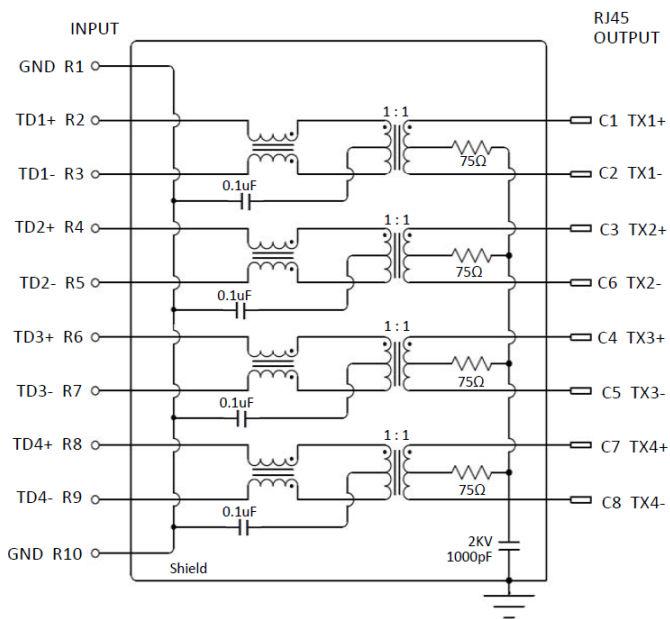 INPUT
RJ45
OUTPUT
GND R1
TD1+ R2
1 : 1
C1 TX1+
75Ω
TD1- R3
0.1uF
C2 TX1-
TD2+ R4
1 : 1
C3 TX2+
75Ω
TD2- R5
0.1uF
C6 TX2-
TD3+ R6
1 : 1
C4 TX3+
75Ω
TD3- R7
0.1uF
C5 TX3-
TD4+ R8
1 : 1
C7 TX4+
75Ω
TD4- R9
0.1uF
C8 TX4-
GND R10
2KV
1000pF
Shield